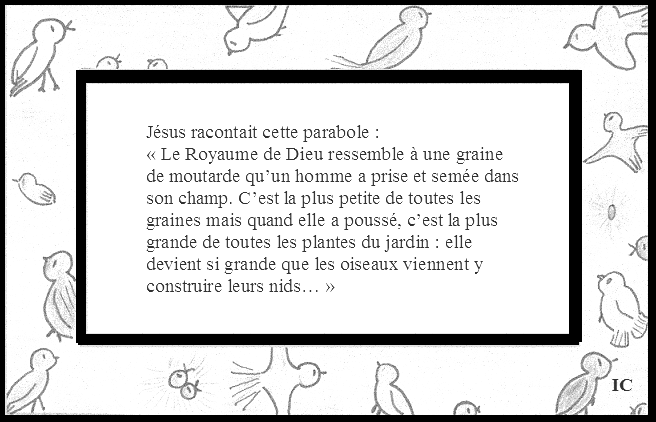 Jésus racontait cette parabole :
« Le Royaume de Dieu ressemble à une graine
de moutarde qu’un homme a prise et semée dans
son champ. C’est la plus petite de toutes les
graines mais quand elle a poussé, c’est la plus
grande de toutes les plantes du jardin : elle
devient si grande que les oiseaux viennent y
construire leurs nids… »
IC